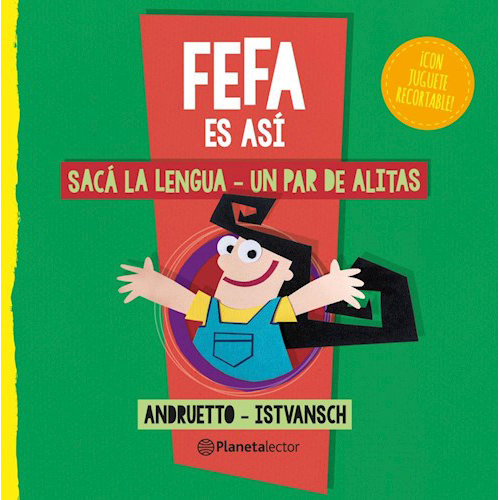 FEFA
ES ASÍ
¡CON
JUGUETE
RECORTABLE!
SACÁ LA LENGUA – UN PAR DE ALITAS
ANDRUETTO – ISTVANSCH
Planetalector